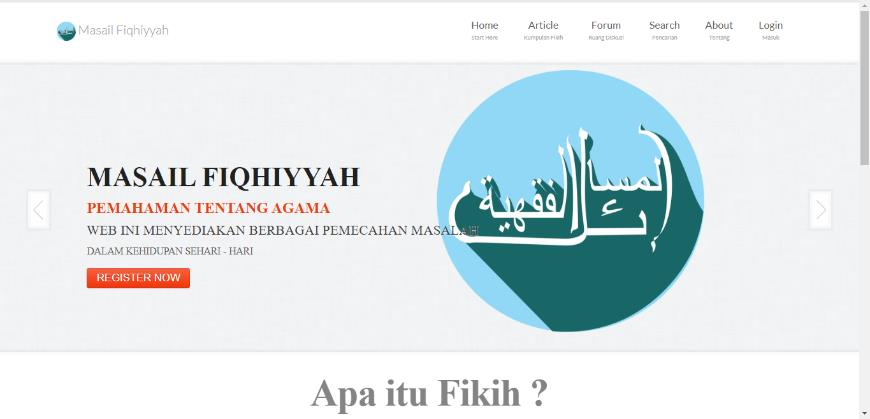 Masail Fiqhiyyah
Home Article Forum Search About Login
Start Here Kumpulan Fikih Ruang Diskusi Pencarian Tentang Masuk
MASAIL FIQHIYYAH
PEMAHAMAN TENTANG AGAMA
WEB INI MENYEDIAKAN BERBAGAI PEMECAHAN MASALAH
DALAM KEHIDUPAN SEHARI - HARI
REGISTER NOW
المسائل الفقهية
Apa itu Fikih ?